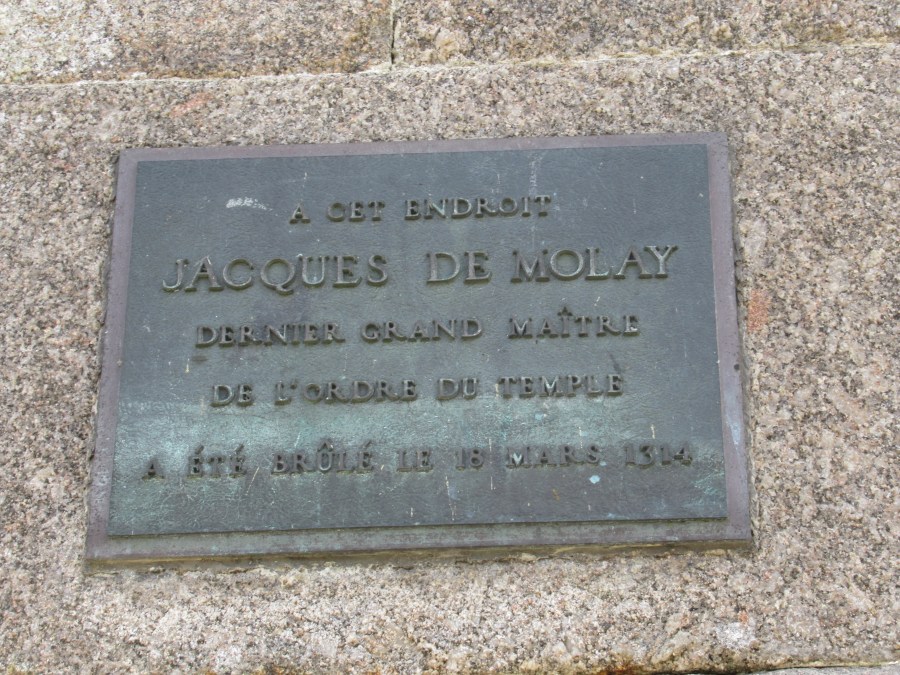 A CET ENDROIT
JACQUES DE MOLAY
DERNIER GRAND MAÎTRE
DE L'ORDRE DU TEMPLE
A ÉTÉ BRÛLÉ LE 18 MARS 1314